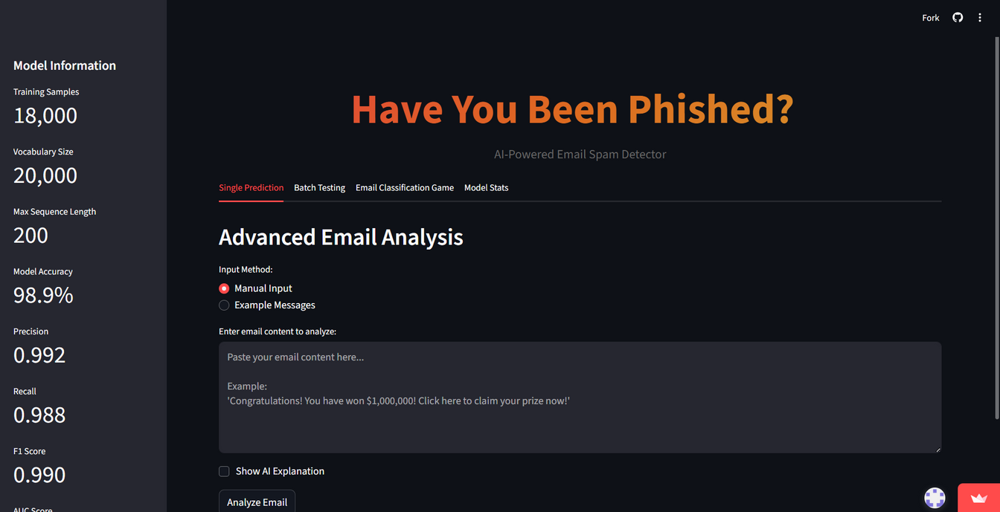 Fork
Model Information
Training Samples
18,000
Vocabulary Size
20,000
Max Sequence Length
200
Model Accuracy
98.9%
Precision
0.992
Recall
0.988
F1 Score
0.990
AUC Score
Have You Been Phished?
AI-Powered Email Spam Detector
Single Prediction Batch Testing Email Classification Game Model Stats
Advanced Email Analysis
Input Method:
Manual Input
Example Messages
Enter email content to analyze:
Paste your email content here...
Example:
'Congratulations! You have won $1,000,000! Click here to claim your prize now!'
Show AI Explanation
Analyze Email